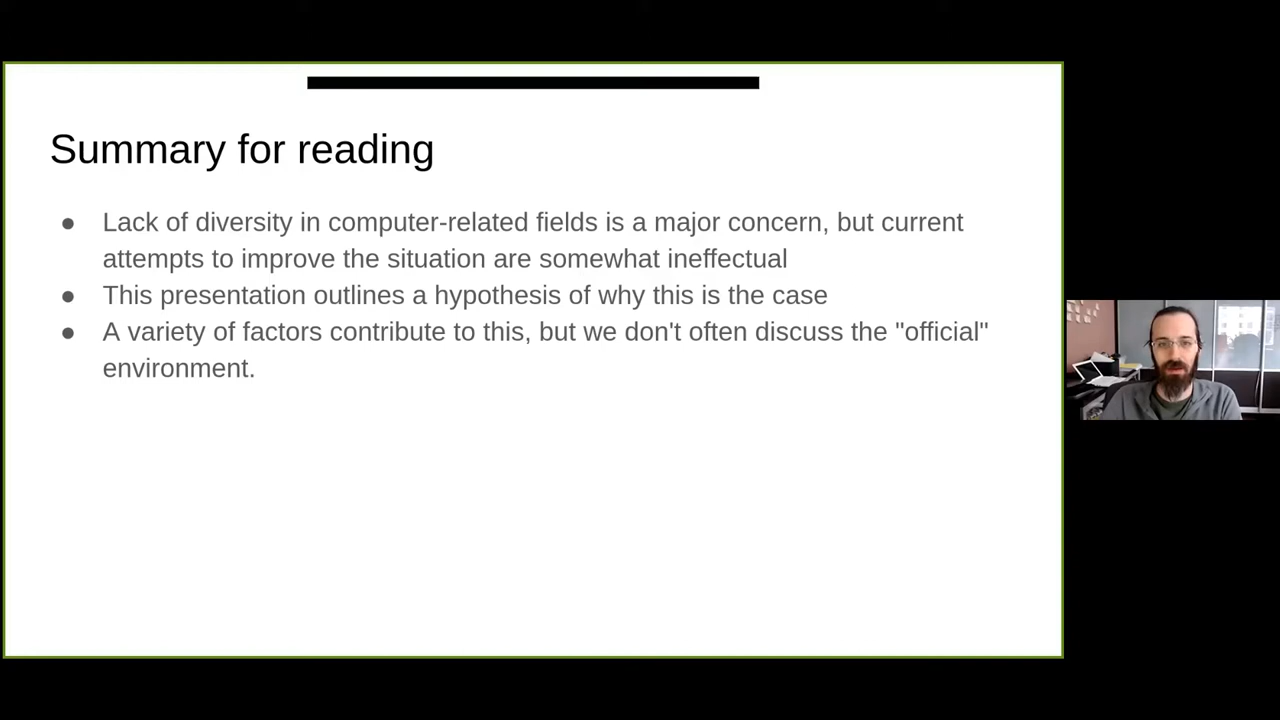 Summary for reading
● Lack of diversity in computer-related fields is a major concern, but current
attempts to improve the situation are somewhat ineffectual
● This presentation outlines a hypothesis of why this is the case
● A variety of factors contribute to this, but we don't often discuss the "official"
environment.